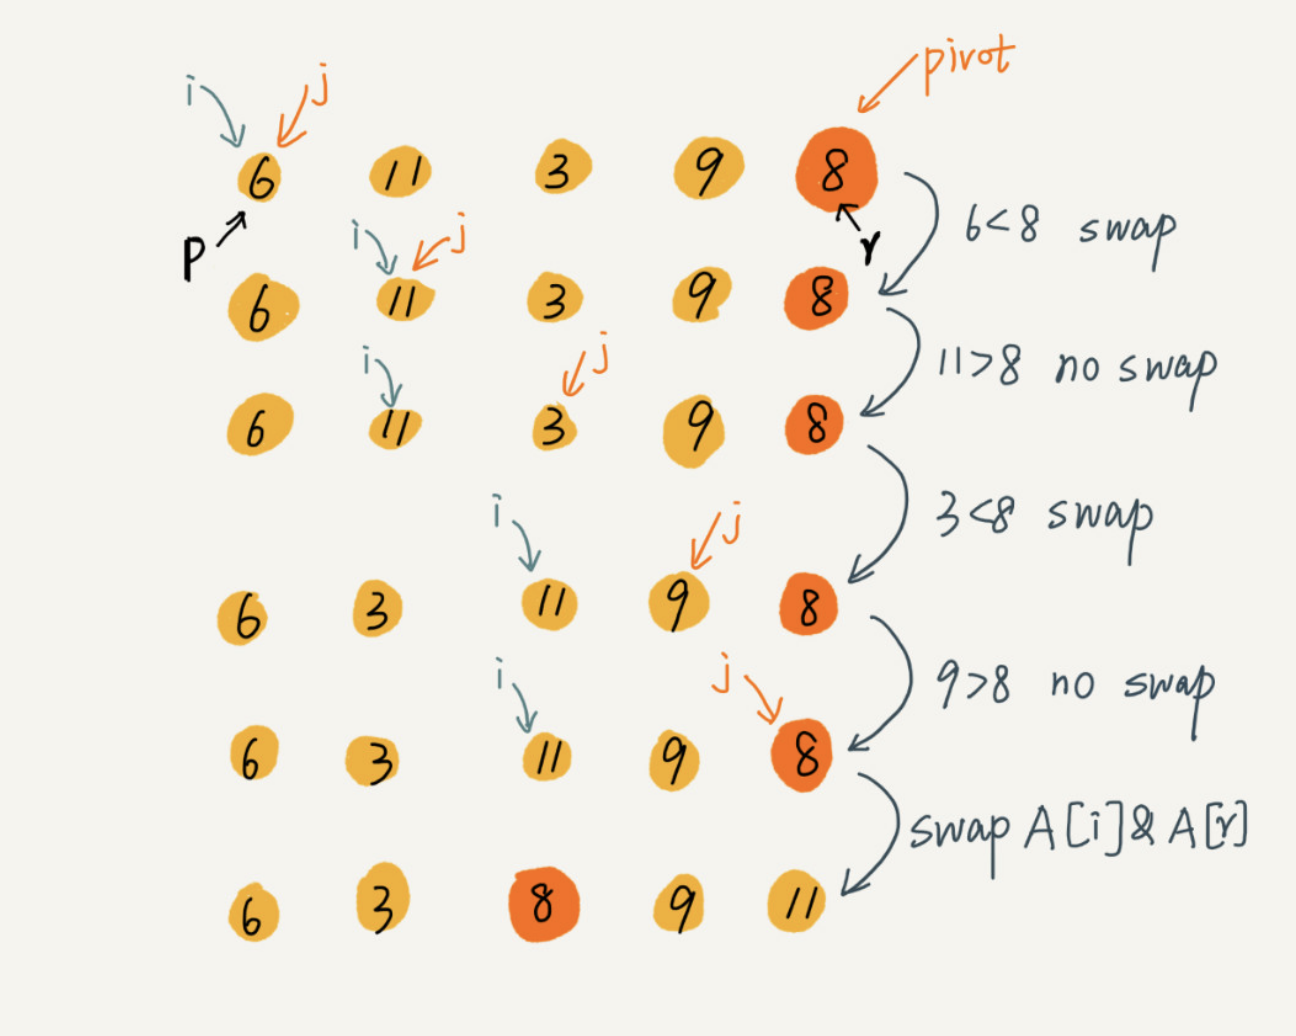 pivot
i j
6 11 3 9 8
p r
6<8 swap
i j
6 11 3 9 8
11>8 no swap
i j
6 11 3 9 8
3<8 swap
i j
6 3 11 9 8
9>8 no swap
i j
6 3 11 9 8
swap A[i]& A[r]
6 3 8 9 11